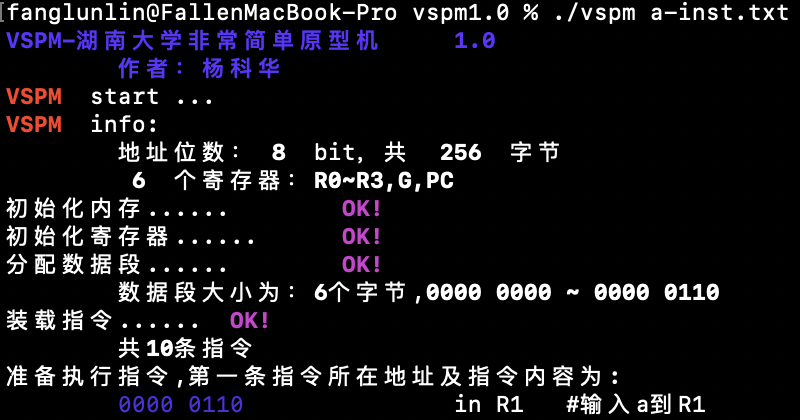 [fanglunlin@FallenMacBook-Pro vspm1.0 % ./vspm a-inst.txt
VSPM-湖南大学非常简单原型机 1.0
作者: 杨科华
VSPM start ...
VSPM info:
地址位数: 8 bit, 共 256 字节
6 个寄存器: R0~R3,G,PC
初始化内存...... OK!
初始化寄存器...... OK!
分配数据段...... OK!
数据段大小为: 6个字节,0000 0000 ~ 0000 0110
装载指令...... OK!
共10条指令
准备执行指令,第一条指令所在地址及指令内容为:
0000 0110 in R1 #输入a到R1